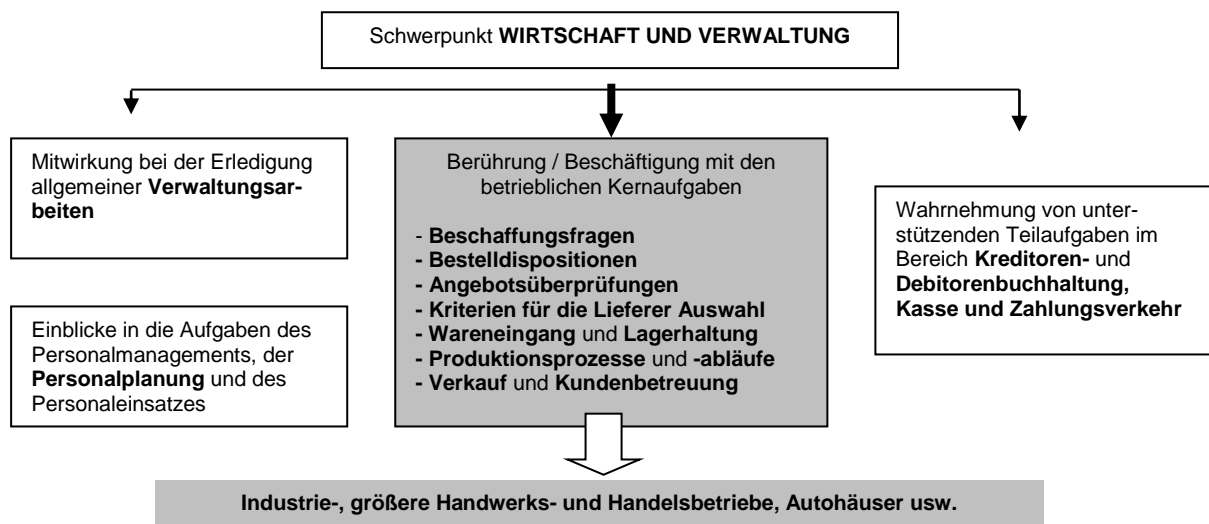 Schwerpunkt WIRTSCHAFT UND VERWALTUNG
Mitwirkung bei der Erledigung
allgemeiner Verwaltungsar-
beiten
Einblicke in die Aufgaben des
Personalmanagements, der
Personalplanung und des
Personaleinsatzes
Berührung / Beschäftigung mit den
betrieblichen Kernaufgaben
- Beschaffungsfragen
- Bestelldispositionen
- Angebotsüberprüfungen
- Kriterien für die Lieferer Auswahl
- Wareneingang und Lagerhaltung
- Produktionsprozesse und -abläufe
- Verkauf und Kundenbetreuung
Wahrnehmung von unter-
stützenden Teilaufgaben im
Bereich Kreditoren- und
Debitorenbuchhaltung,
Kasse und Zahlungsverkehr
Industrie-, größere Handwerks- und Handelsbetriebe, Autohäuser usw.